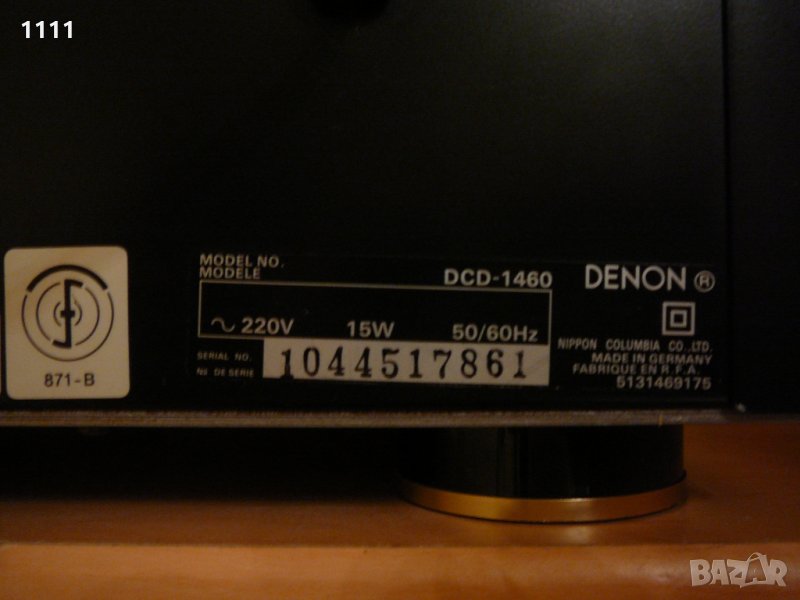 1111
MODEL NO.
MODELE
DCD-1460
220V 15W 50/60Hz
SERIAL NO.
Nº DE SERIE
1044517861
DENON ®
NIPPON COLUMBIA CO.,LTD.
MADE IN GERMANY
FABRIQUE EN R.F.A.
5131469175
871-B
BAZAR